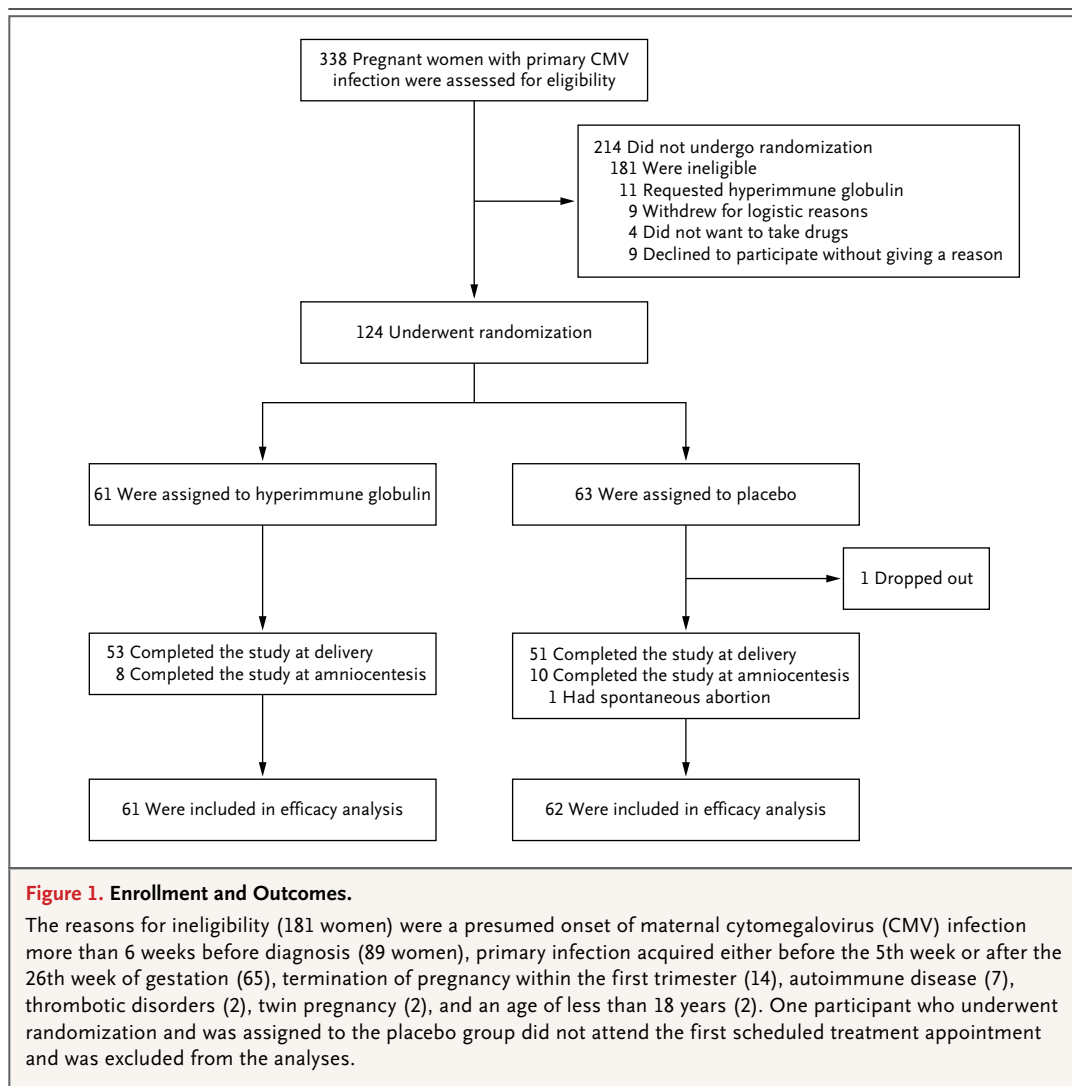 338 Pregnant women with primary CMV
infection were assessed for eligibility
214 Did not undergo randomization
181 Were ineligible
11 Requested hyperimmune globulin
9 Withdrew for logistic reasons
4 Did not want to take drugs
9 Declined to participate without giving a reason
124 Underwent randomization
61 Were assigned to hyperimmune globulin
63 Were assigned to placebo
1 Dropped out
53 Completed the study at delivery
8 Completed the study at amniocentesis
51 Completed the study at delivery
10 Completed the study at amniocentesis
1 Had spontaneous abortion
61 Were included in efficacy analysis
62 Were included in efficacy analysis
Figure 1. Enrollment and Outcomes.
The reasons for ineligibility (181 women) were a presumed onset of maternal cytomegalovirus (CMV) infection
more than 6 weeks before diagnosis (89 women), primary infection acquired either before the 5th week or after the
26th week of gestation (65), termination of pregnancy within the first trimester (14), autoimmune disease (7),
thrombotic disorders (2), twin pregnancy (2), and an age of less than 18 years (2). One participant who underwent
randomization and was assigned to the placebo group did not attend the first scheduled treatment appointment
and was excluded from the analyses.